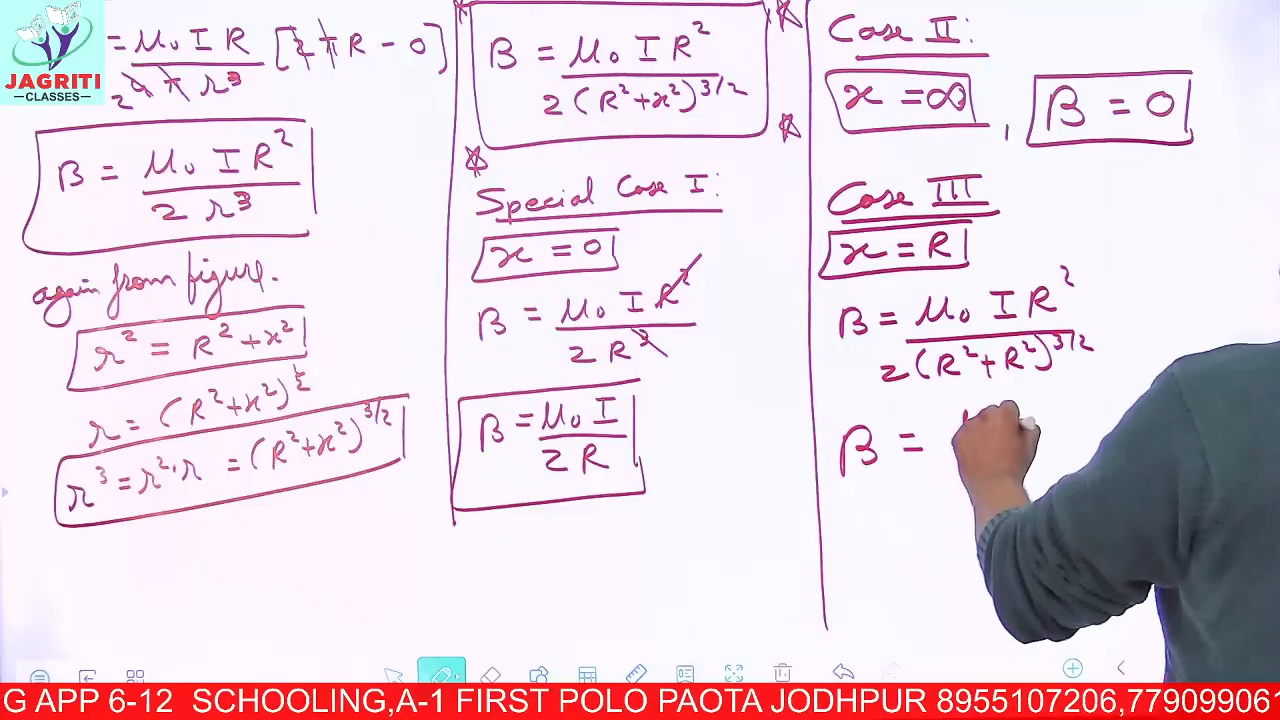 JAGRITI
—CLASSES—
= μ₀ I R / 2 4 π r³ [2 π R − 0]
B = μ₀ I R² / 2 r³
again from figure.
r² = R² + x²
r = (R² + x²)^½
r³ = r²·r = (R² + x²)^3/2
B = μ₀ I R² / 2 (R² + x²)^3/2
Special Case I:
x = 0
B = μ₀ I R² / 2 R³
B = μ₀ I / 2 R
Case II:
x = ∞, B = 0
Case III
x = R
B = μ₀ I R² / 2 (R² + R²)^3/2
B =
G APP 6-12 SCHOOLING,A-1 FIRST POLO PAOTA JODHPUR 8955107206,77909906